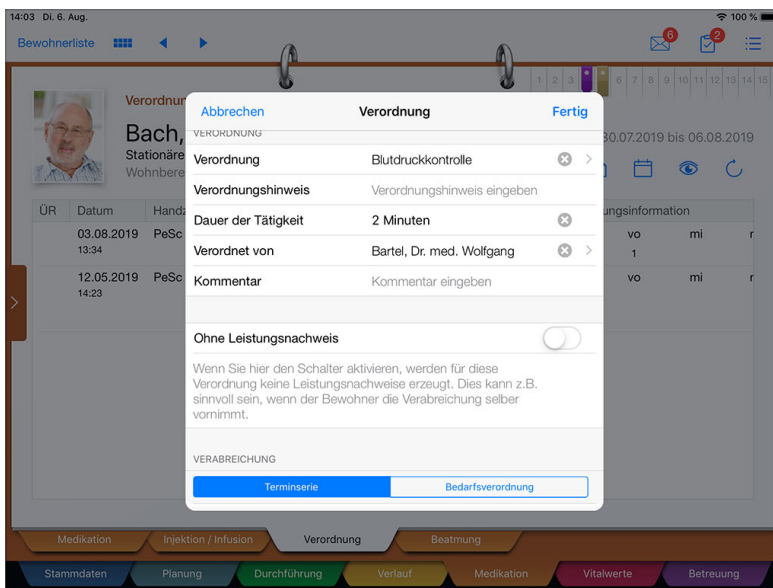 14:03 Di. 6. Aug. 100 %
Bewohnerliste 6 2
1 2 3 6 7 8 9 10 11 12 13 14 15
Verordnun
Bach,
Stationäre
Wohnbere
30.07.2019 bis 06.08.2019
Abbrechen Verordnung Fertig
VERORDNUNG
Verordnung Blutdruckkontrolle
Verordnungshinweis Verordnungshinweis eingeben
Dauer der Tätigkeit 2 Minuten
Verordnet von Bartel, Dr. med. Wolfgang
Kommentar Kommentar eingeben
Ohne Leistungsnachweis
Wenn Sie hier den Schalter aktivieren, werden für diese
Verordnung keine Leistungsnachweise erzeugt. Dies kann z.B.
sinnvoll sein, wenn der Bewohner die Verabreichung selber
vornimmt.
VERABREICHUNG
Terminserie Bedarfsverordnung
ÜR Datum Handz ungsinformation
03.08.2019 PeSc vo mi
13:34 1
12.05.2019 PeSc vo mi
14:23
Medikation Injektion / Infusion Verordnung Beatmung
Stammdaten Planung Durchführung Verlauf Medikation Vitalwerte Betreuung